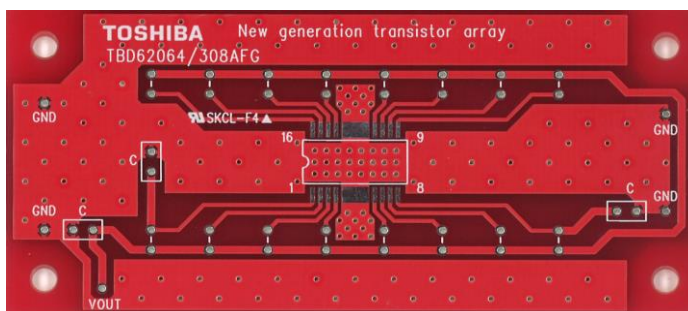 TOSHIBA New generation transistor array
TBD62064/308AFG
GND
SKCL-F4
16
9
GND
C
1
8
GND
C
C
GND
VOUT